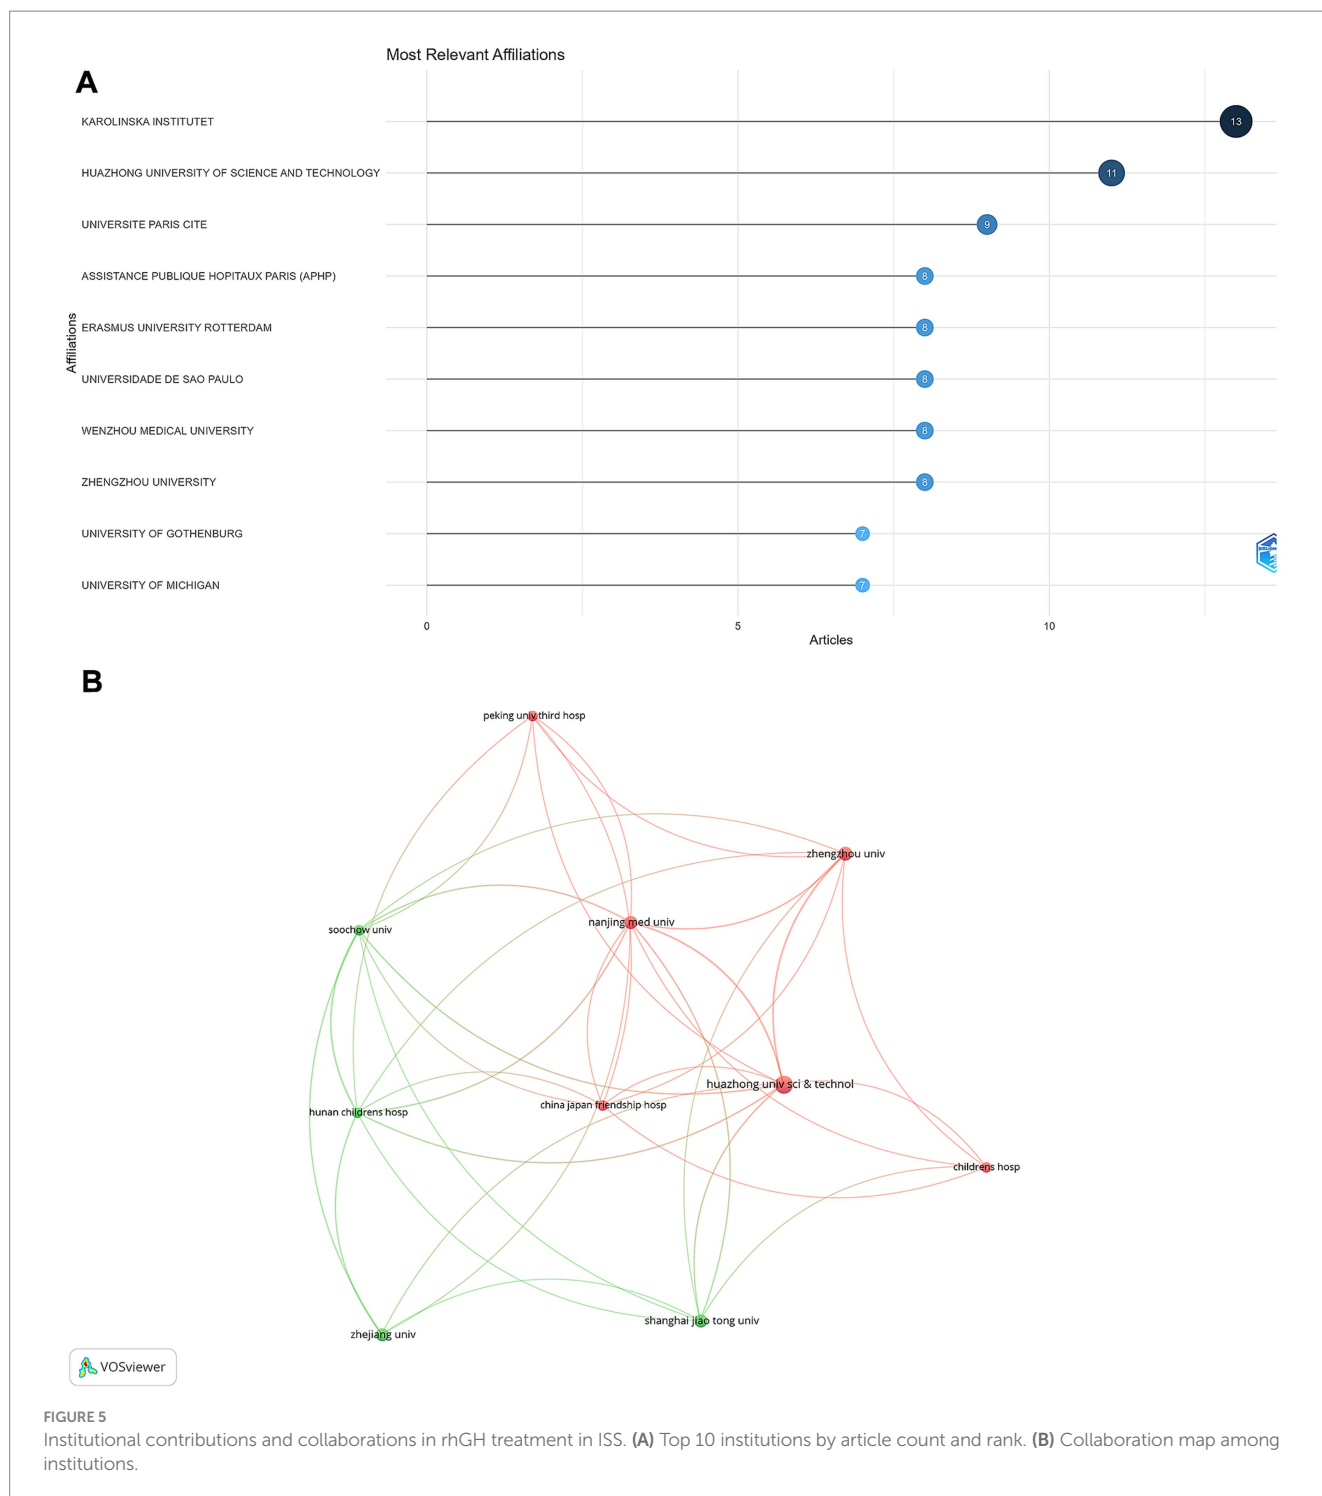 Most Relevant Affiliations
A
KAROLINSKA INSTITUTET
13
HUAZHONG UNIVERSITY OF SCIENCE AND TECHNOLOGY
11
UNIVERSITE PARIS CITE
9
ASSISTANCE PUBLIQUE HOPITAUX PARIS (APHP)
8
Affiliations
ERASMUS UNIVERSITY ROTTERDAM
8
UNIVERSIDADE DE SAO PAULO
8
WENZHOU MEDICAL UNIVERSITY
8
ZHENGZHOU UNIVERSITY
8
UNIVERSITY OF GOTHENBURG
7
UNIVERSITY OF MICHIGAN
7
0 5 10
Articles
B
peking univ third hosp
zhengzhou univ
nanjing med univ
soochow univ
huazhong univ sci & technol
china japan friendship hosp
hunan childrens hosp
childrens hosp
shanghai jiao tong univ
zhejiang univ
VOSviewer
FIGURE 5
Institutional contributions and collaborations in rhGH treatment in ISS. (A) Top 10 institutions by article count and rank. (B) Collaboration map among
institutions.